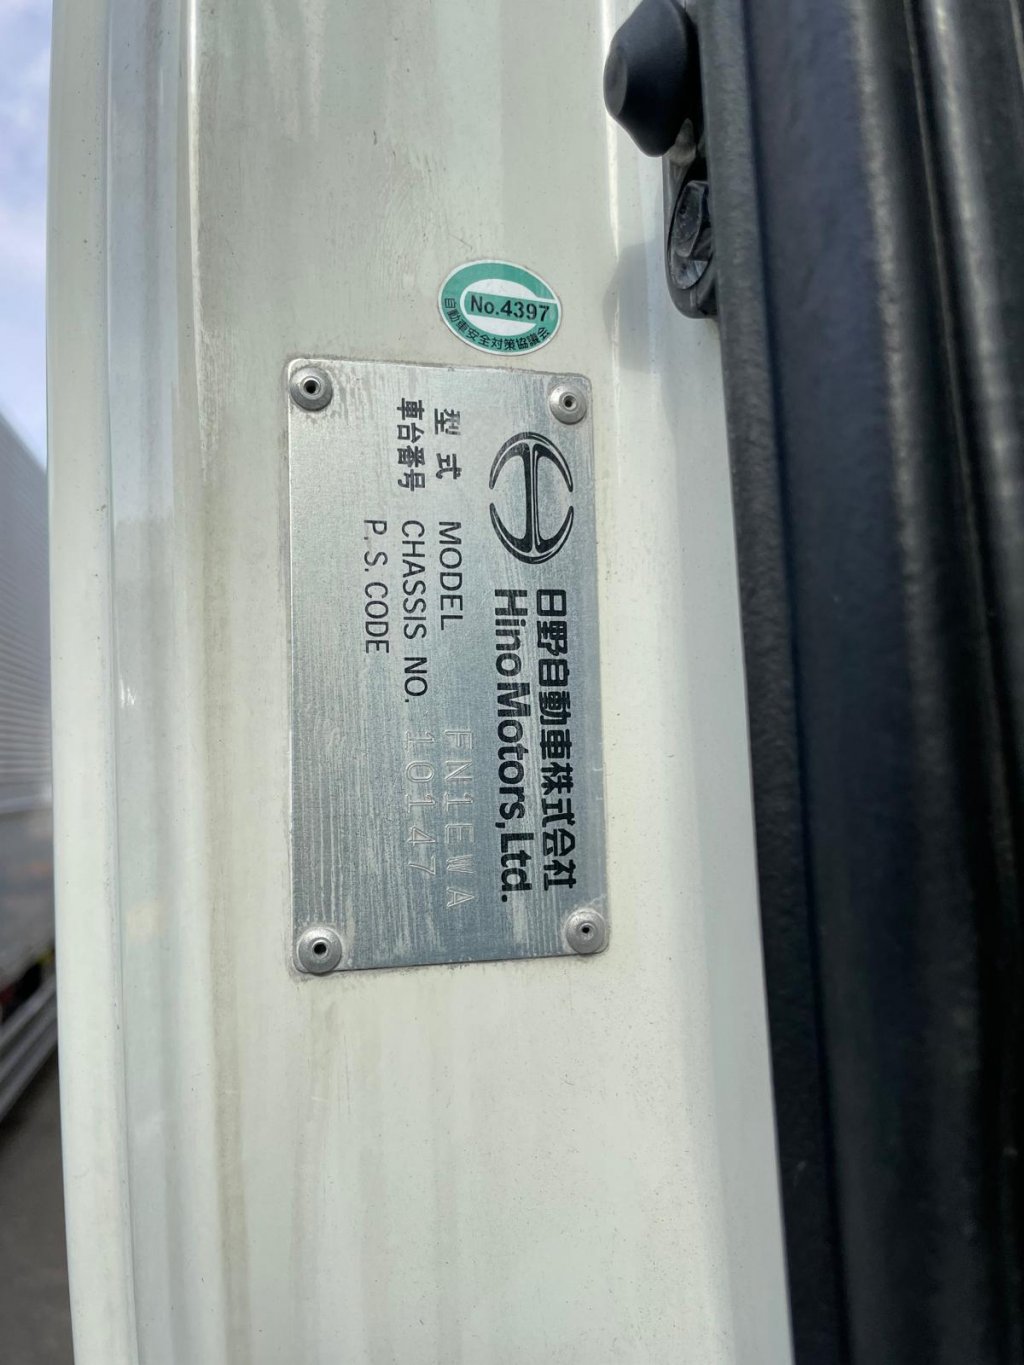 No.4397
自動車安全対策協議会
日野自動車株式会社
Hino Motors, Ltd.
型式 MODEL FN1EWA
車台番号 CHASSIS NO. 10147
P. S. CODE